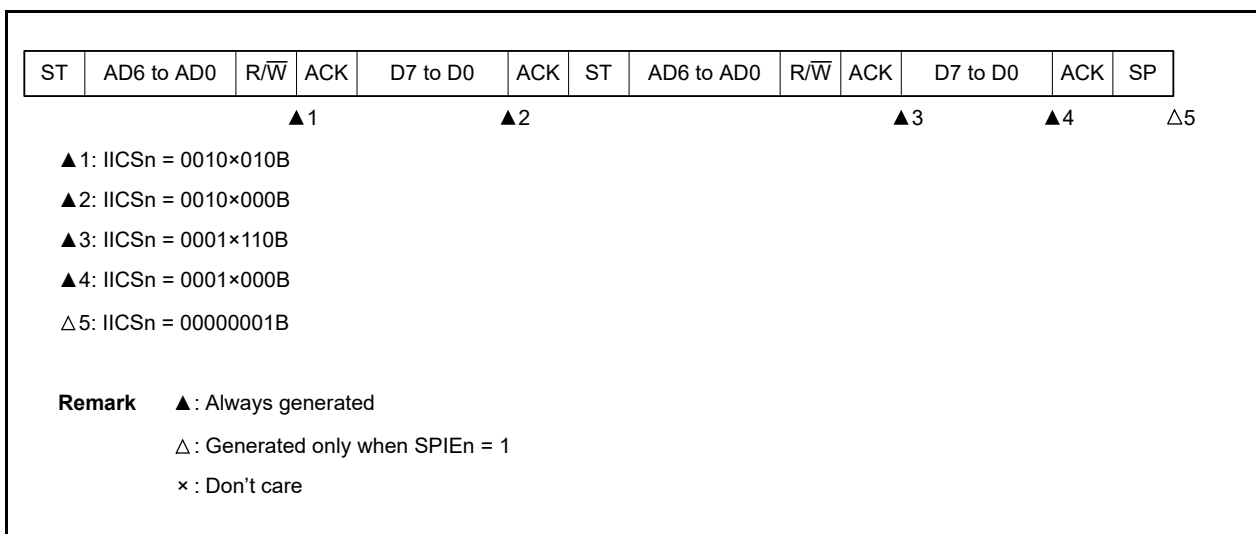 ST AD6 to AD0 R/W̅ ACK D7 to D0 ACK ST AD6 to AD0 R/W̅ ACK D7 to D0 ACK SP
▲1 ▲2 ▲3 ▲4 △5
▲1: IICSn = 0010×010B
▲2: IICSn = 0010×000B
▲3: IICSn = 0001×110B
▲4: IICSn = 0001×000B
△5: IICSn = 00000001B
Remark ▲: Always generated
△: Generated only when SPIEn = 1
×: Don't care